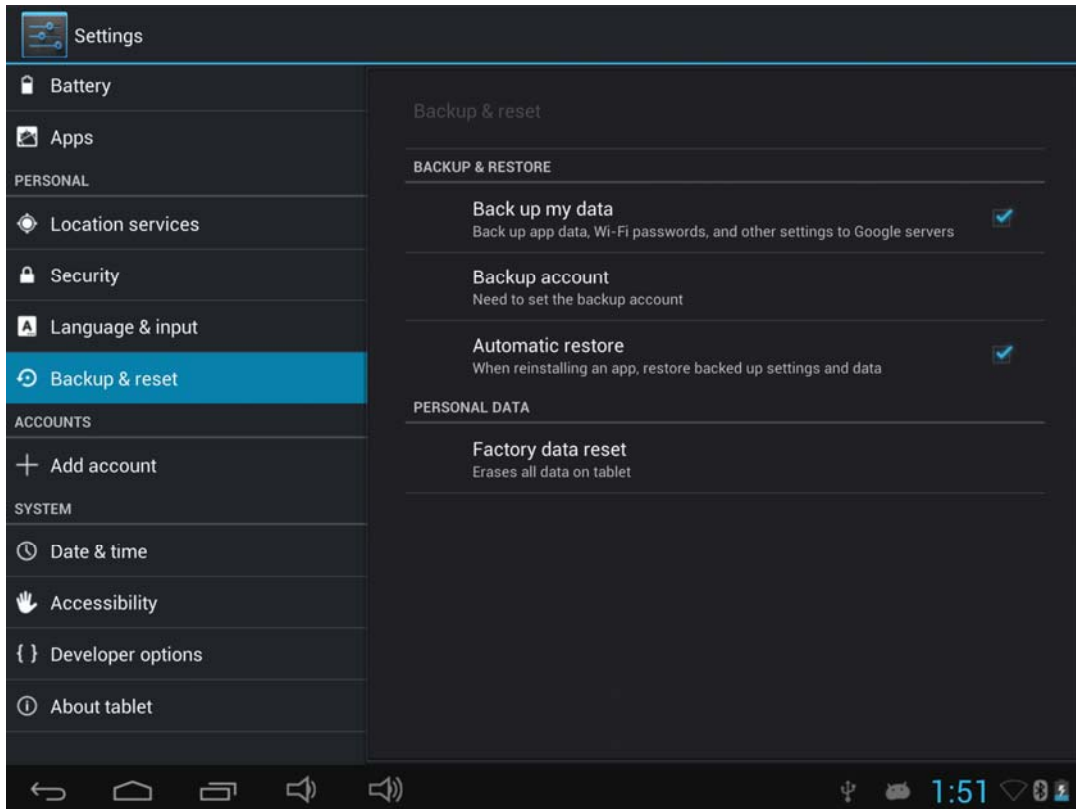 Settings
Battery
Apps
PERSONAL
Location services
Security
Language & input
Backup & reset
ACCOUNTS
Add account
SYSTEM
Date & time
Accessibility
Developer options
About tablet
Backup & reset
BACKUP & RESTORE
Back up my data
Back up app data, Wi-Fi passwords, and other settings to Google servers
Backup account
Need to set the backup account
Automatic restore
When reinstalling an app, restore backed up settings and data
PERSONAL DATA
Factory data reset
Erases all data on tablet
1:51